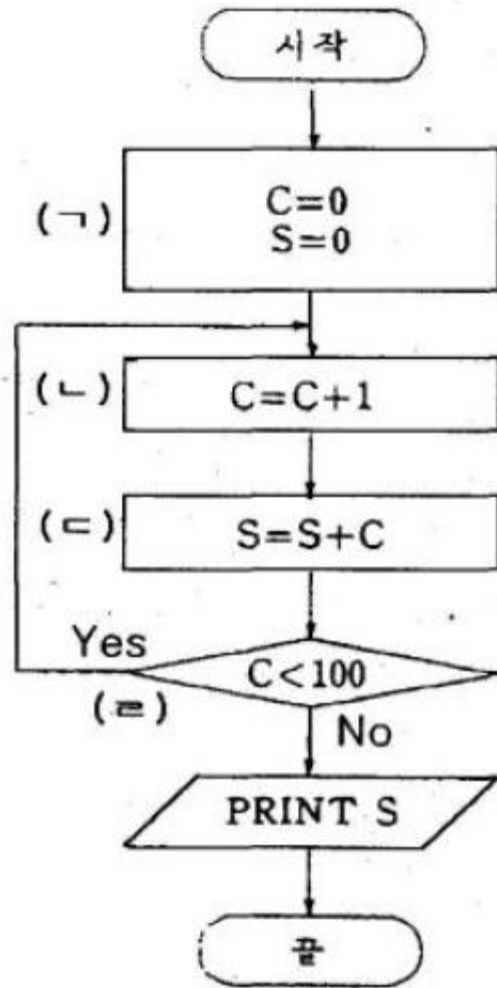 시작
(ㄱ)
C=0
S=0
(ㄴ)
C=C+1
(ㄷ)
S=S+C
Yes
C<100
(ㄹ)
No
PRINT S
끝